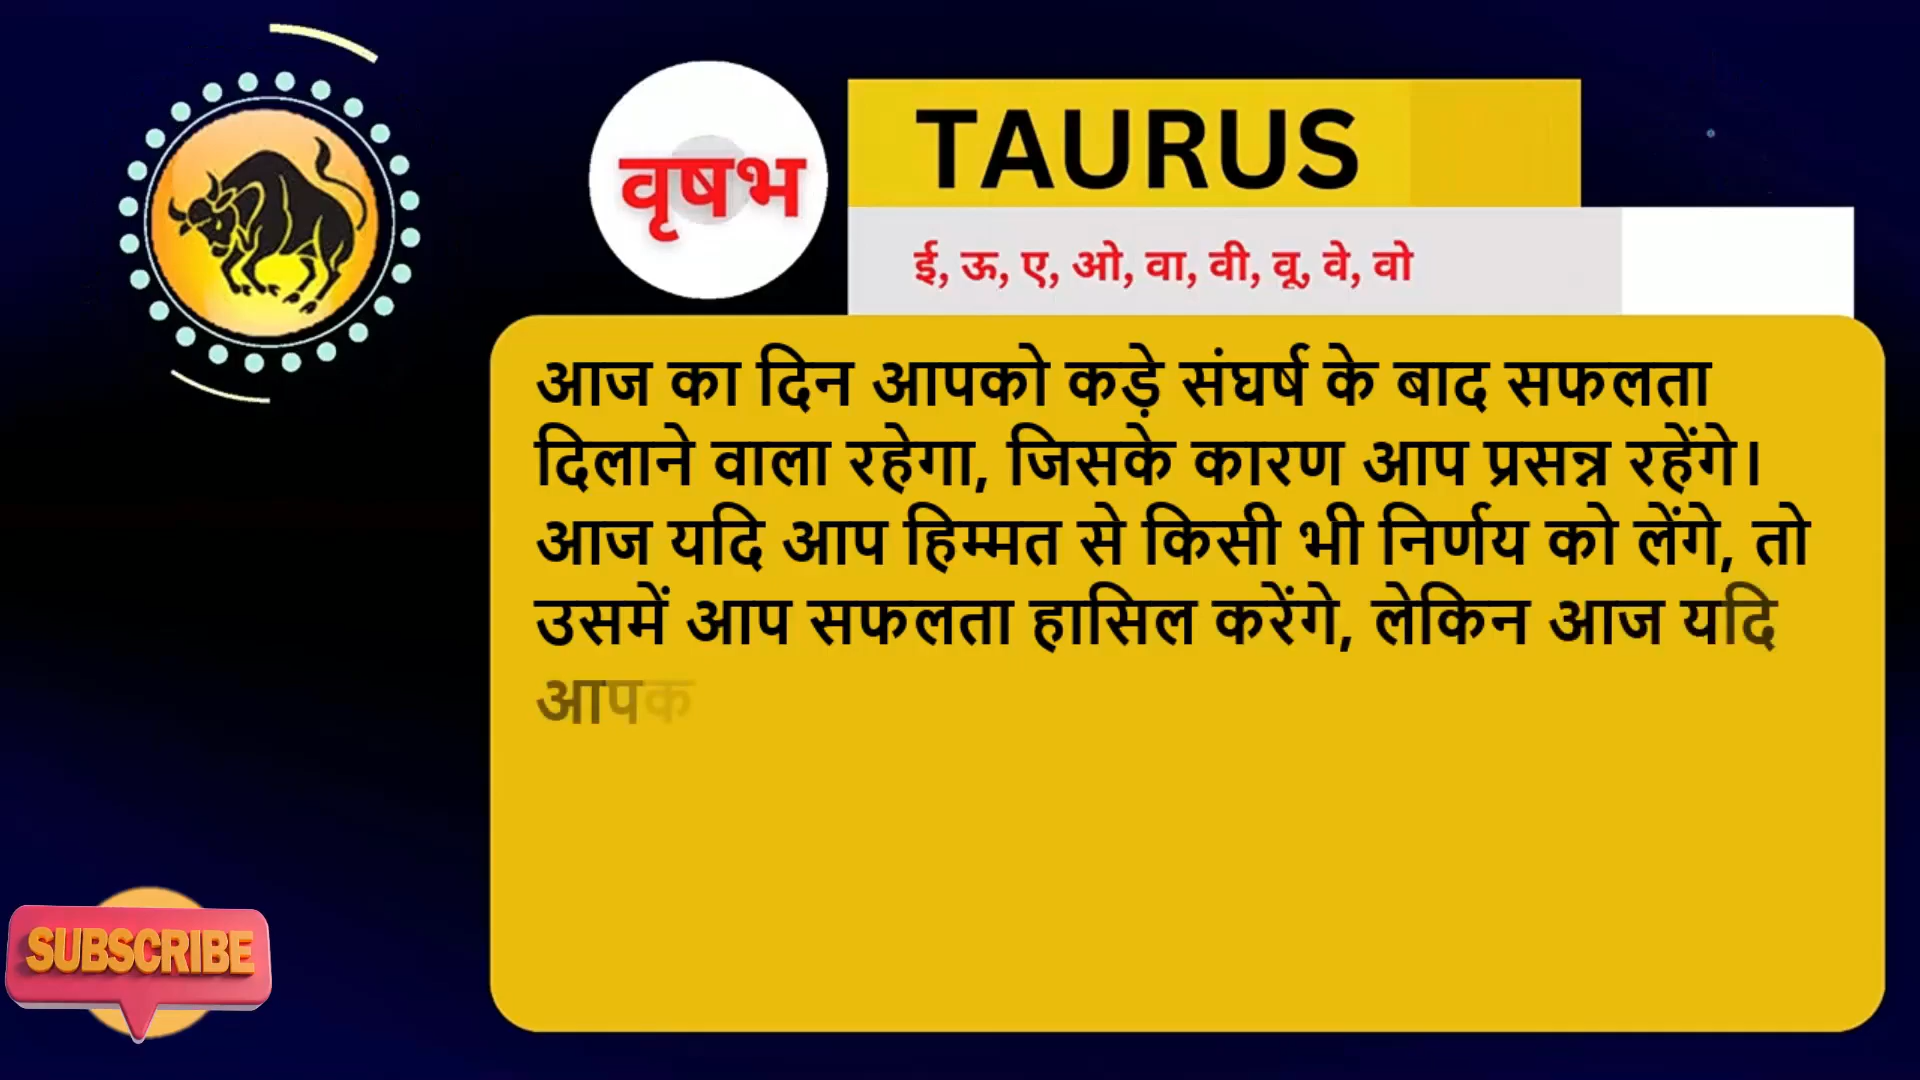 वृषभ
TAURUS
ई, ऊ, ए, ओ, वा, वी, वू, वे, वो
आज का दिन आपको कड़े संघर्ष के बाद सफलता
दिलाने वाला रहेगा, जिसके कारण आप प्रसन्न रहेंगे।
आज यदि आप हिम्मत से किसी भी निर्णय को लेंगे, तो
उसमें आप सफलता हासिल करेंगे, लेकिन आज यदि
आपक
SUBSCRIBE